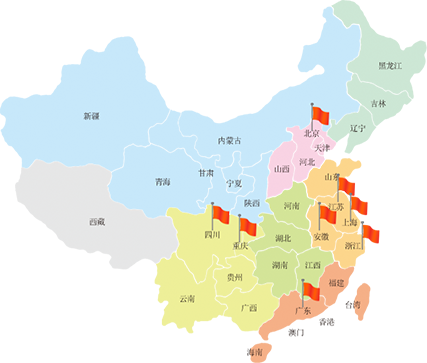 黑龙江
吉林
新疆
辽宁
北京
内蒙古
天津
河北
山西
甘肃
宁夏
青海
山东
陕西
河南
江苏
西藏
上海
四川
安徽
湖北
重庆
浙江
湖南
江西
贵州
福建
云南
广西
台湾
广东
香港
澳门
海南